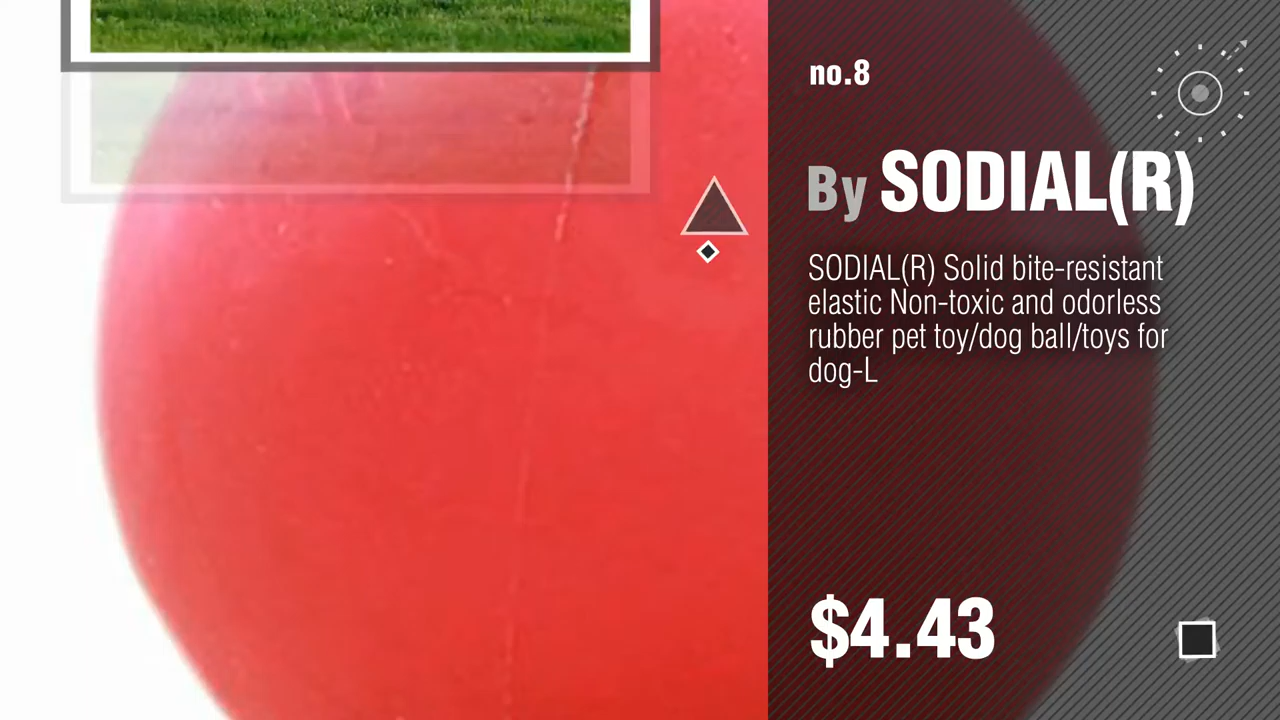 no.8
By SODIAL(R)
SODIAL(R) Solid bite-resistant
elastic Non-toxic and odorless
rubber pet toy/dog ball/toys for
dog-L
$4.43